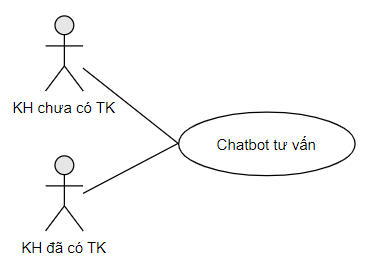 KH chưa có TK
Chatbot tư vấn
KH đã có TK